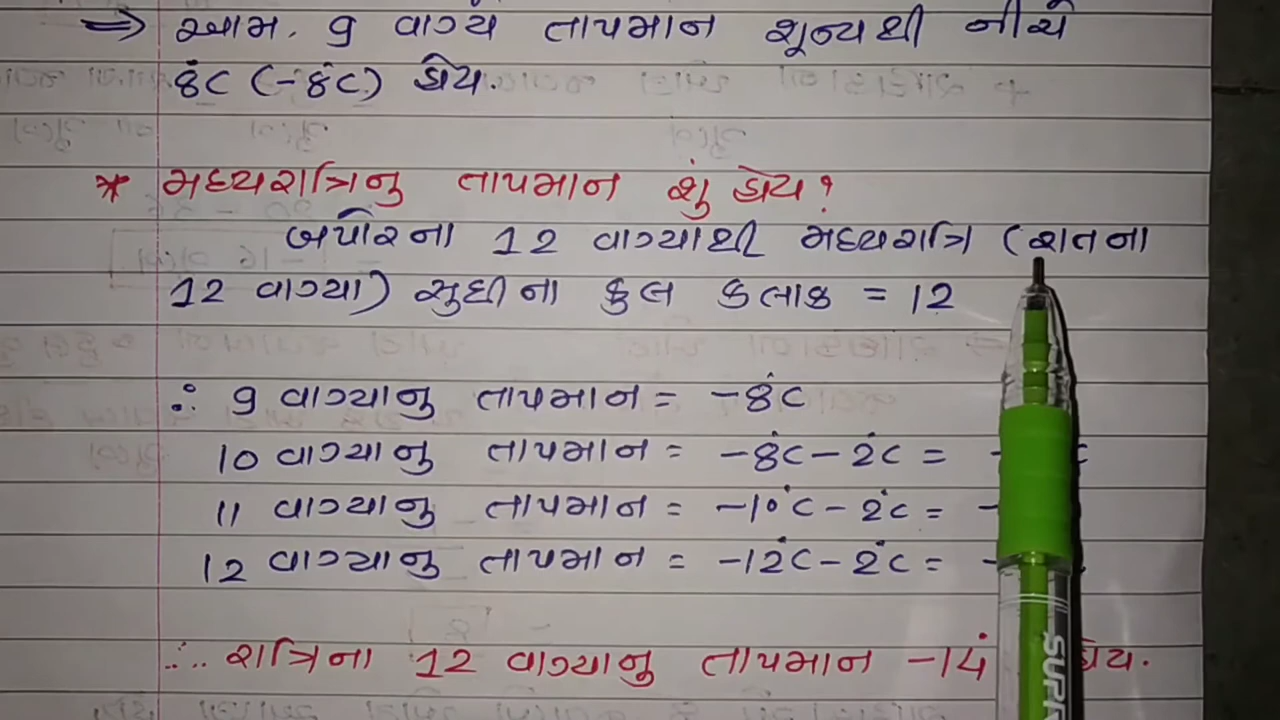 ⇒ આમ. 9 વાગ્યે તાપમાન શૂન્યથી નીચે
8°C (-8°C) હોય.
* મધ્યરાત્રિનુ તાપમાન શું હોય?
બપોરના 12 વાગ્યાથી મધ્યરાત્રિ (રાતના
12 વાગ્યા) સુધીના કુલ કલાક = 12
∴ 9 વાગ્યાનુ તાપમાન = -8°C
10 વાગ્યાનુ તાપમાન = -8°C - 2°C = -
11 વાગ્યાનુ તાપમાન = -10°C - 2°C = -
12 વાગ્યાનુ તાપમાન = -12°C - 2°C = -
∴ રાત્રિના 12 વાગ્યાનુ તાપમાન -14° હોય.
SUPR